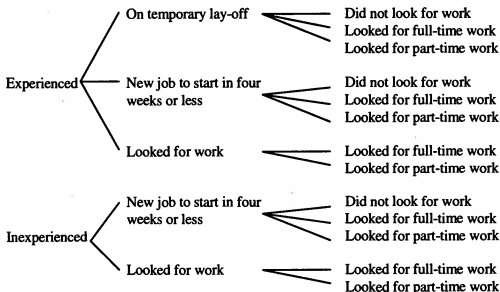 On temporary lay-off
Did not look for work
Looked for full-time work
Looked for part-time work
Experienced
New job to start in four
weeks or less
Did not look for work
Looked for full-time work
Looked for part-time work
Looked for work
Looked for full-time work
Looked for part-time work
Inexperienced
New job to start in four
weeks or less
Did not look for work
Looked for full-time work
Looked for part-time work
Looked for work
Looked for full-time work
Looked for part-time work